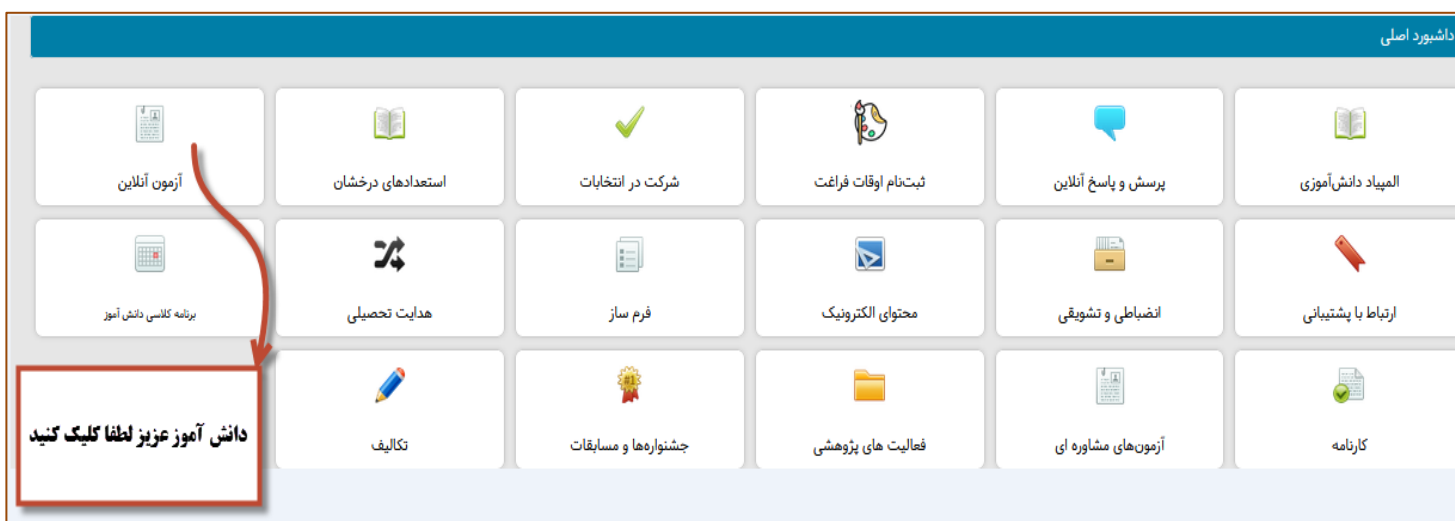 داشبورد اصلی
المپیاد دانش‌آموزی
پرسش و پاسخ آنلاین
ثبت‌نام اوقات فراغت
شرکت در انتخابات
استعدادهای درخشان
آزمون آنلاین
ارتباط با پشتیبانی
انضباطی و تشویقی
محتوای الکترونیک
فرم ساز
هدایت تحصیلی
برنامه کلاسی دانش آموز
کارنامه
آزمون‌های مشاوره ای
فعالیت های پژوهشی
#1
جشنواره‌ها و مسابقات
تکالیف
دانش آموز عزیز لطفا کلیک کنید